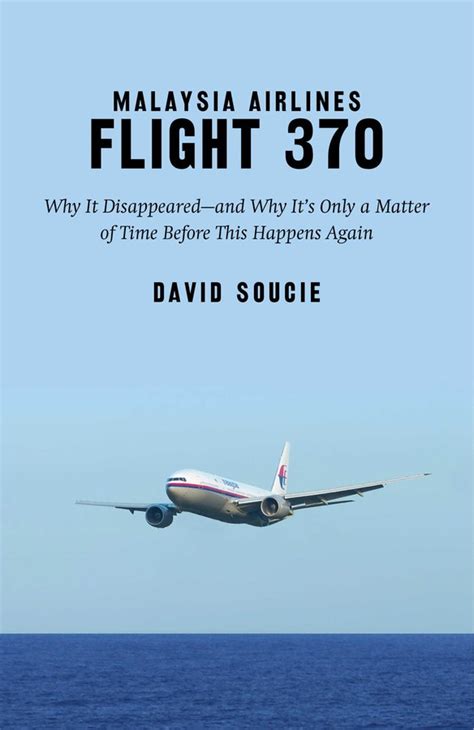 MALAYSIA AIRLINES
FLIGHT 370
Why It Disappeared—and Why It's Only a Matter
of Time Before This Happens Again
DAVID SOUCIE